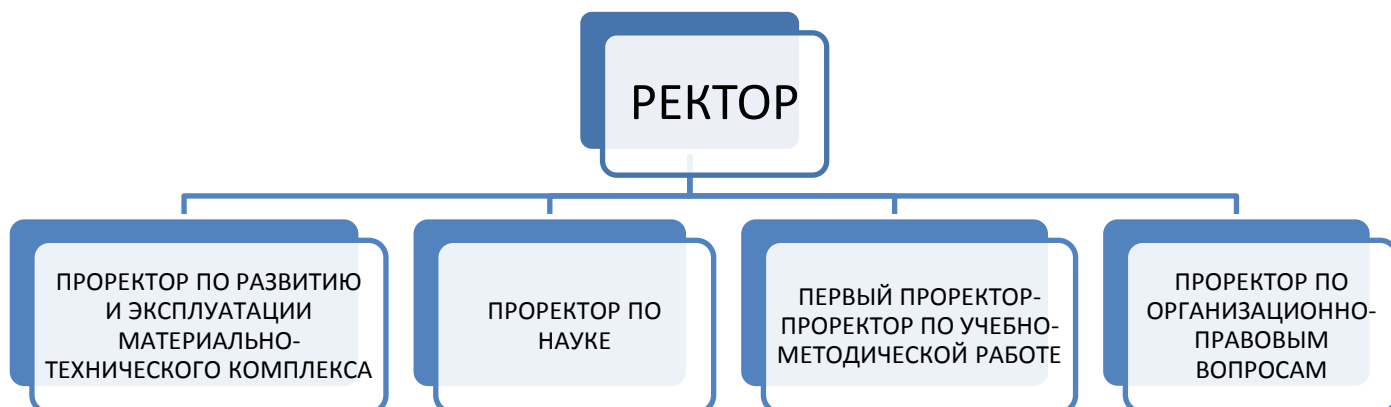 РЕКТОР
ПРОРЕКТОР ПО РАЗВИТИЮ
И ЭКСПЛУАТАЦИИ
МАТЕРИАЛЬНО-
ТЕХНИЧЕСКОГО КОМПЛЕКСА
ПРОРЕКТОР ПО
НАУКЕ
ПЕРВЫЙ ПРОРЕКТОР-
ПРОРЕКТОР ПО УЧЕБНО-
МЕТОДИЧЕСКОЙ РАБОТЕ
ПРОРЕКТОР ПО
ОРГАНИЗАЦИОННО-
ПРАВОВЫМ
ВОПРОСАМ